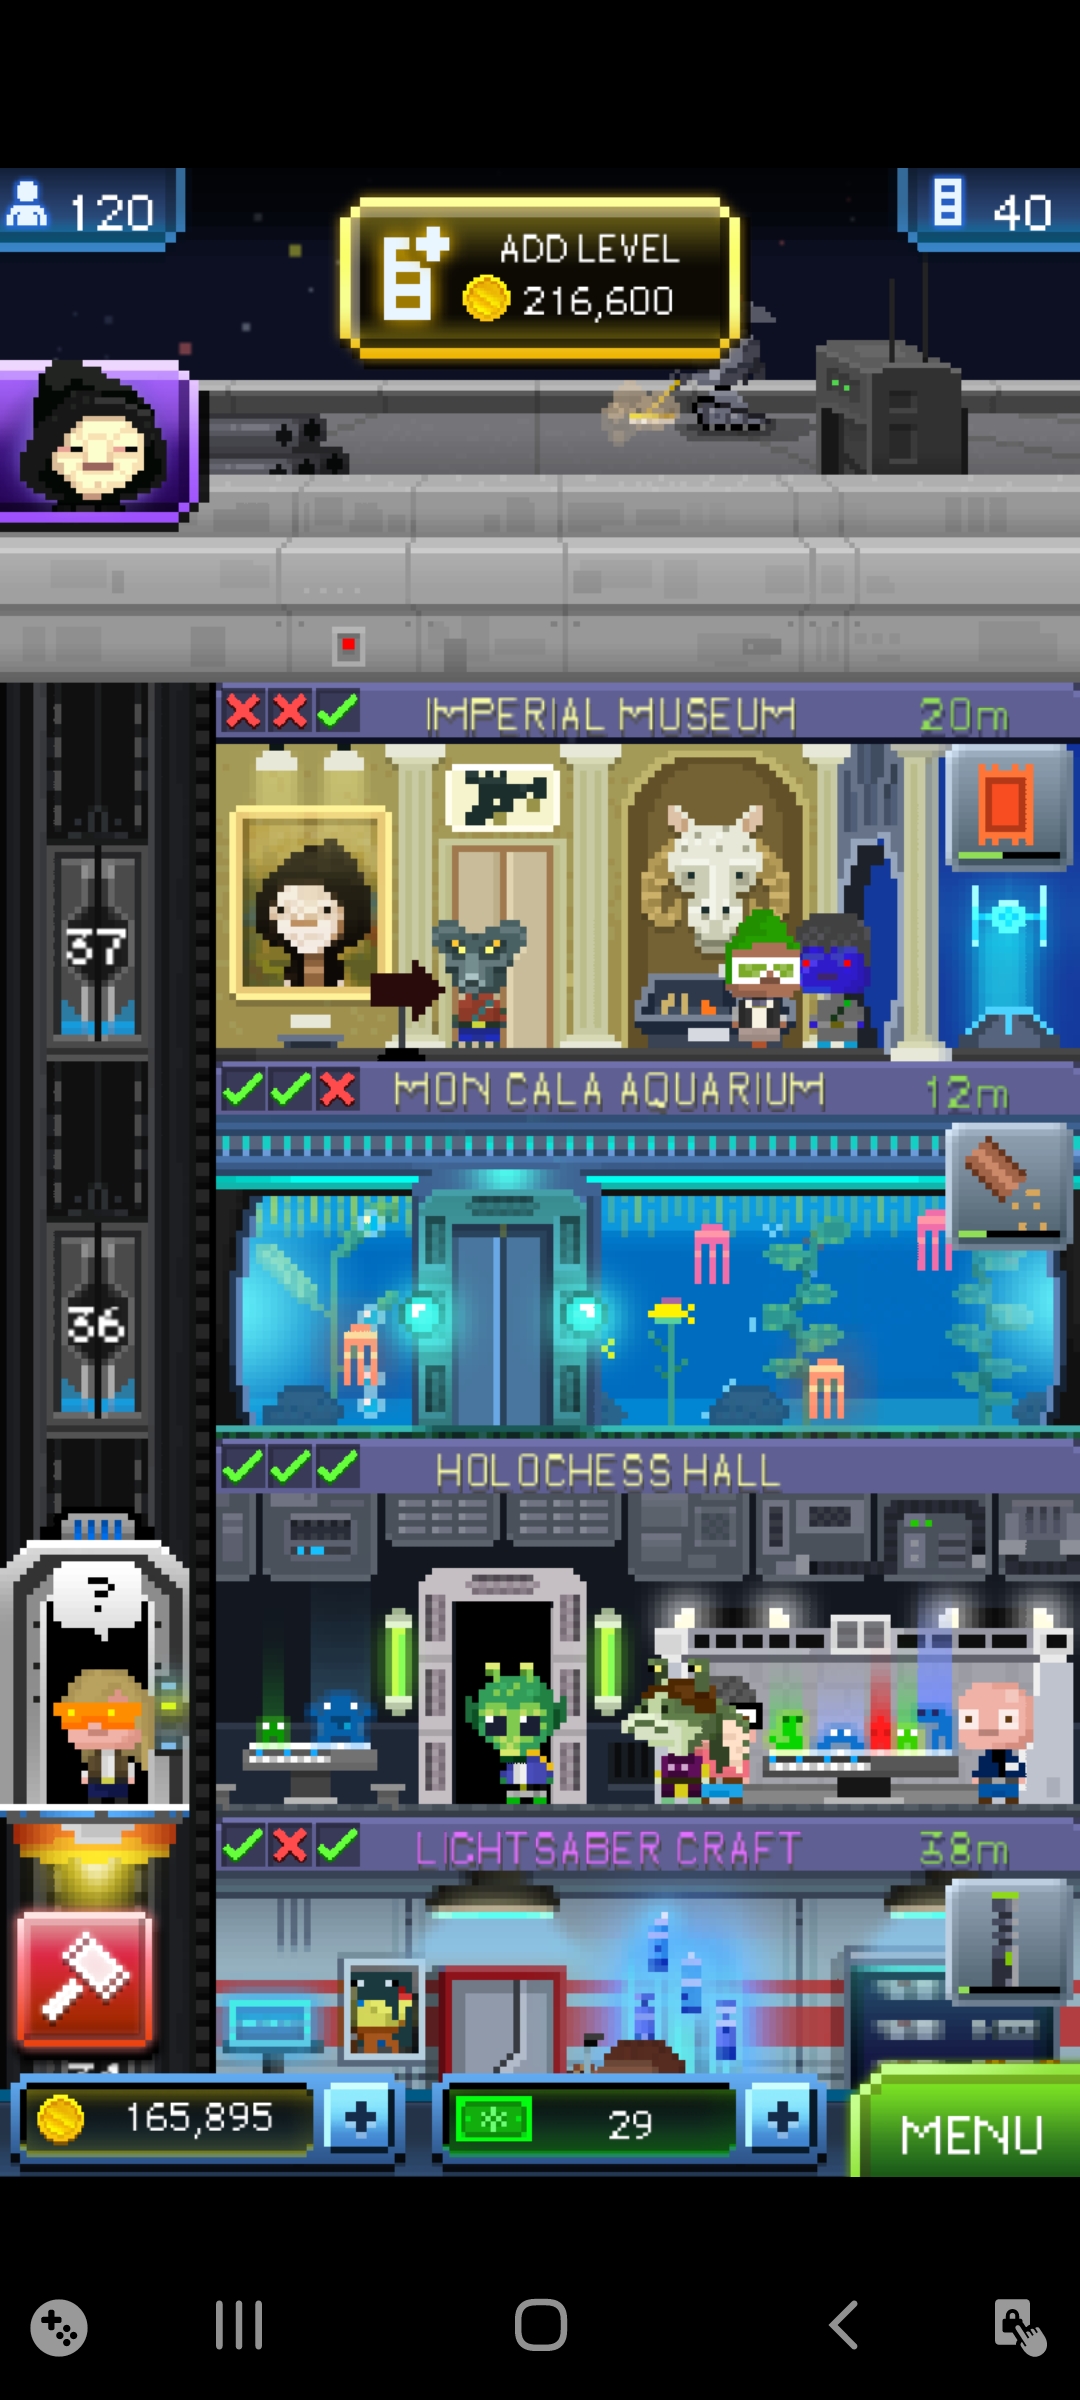 120
ADD LEVEL
216,600
40
IMPERIAL MUSEUM 20m
37
MON CALA AQUARIUM 12m
36
HOLOCHESS HALL
?
LIGHTSABER CRAFT 38m
165,895
29
MENU